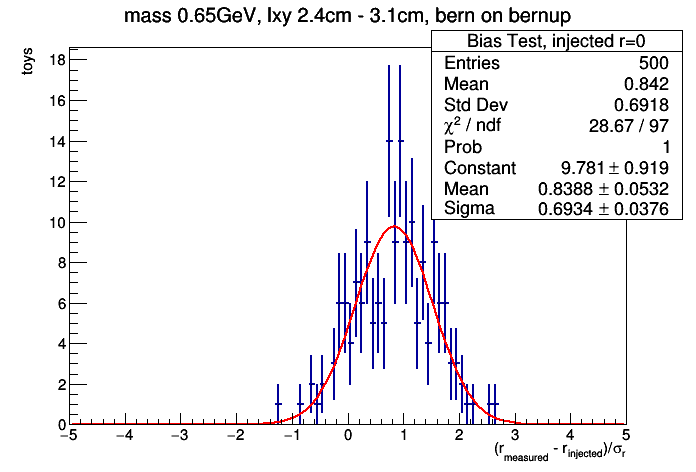 mass 0.65GeV, lxy 2.4cm - 3.1cm, bern on bernup
Bias Test, injected r=0
Entries 500
Mean 0.842
Std Dev 0.6918
χ² / ndf 28.67 / 97
Prob 1
Constant 9.781 ± 0.919
Mean 0.8388 ± 0.0532
Sigma 0.6934 ± 0.0376
toys
18
16
14
12
10
8
6
4
2
0
−5 −4 −3 −2 −1 0 1 2 3 4 5
(r_measured - r_injected)/σ_r